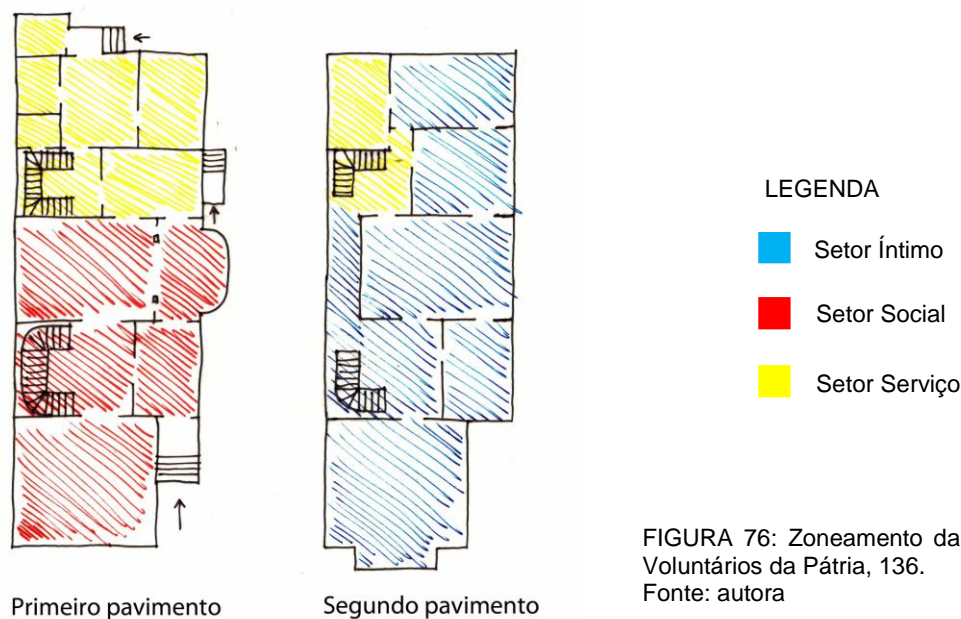 Primeiro pavimento
Segundo pavimento
LEGENDA
Setor Íntimo
Setor Social
Setor Serviço
FIGURA 76: Zoneamento da
Voluntários da Pátria, 136.
Fonte: autora